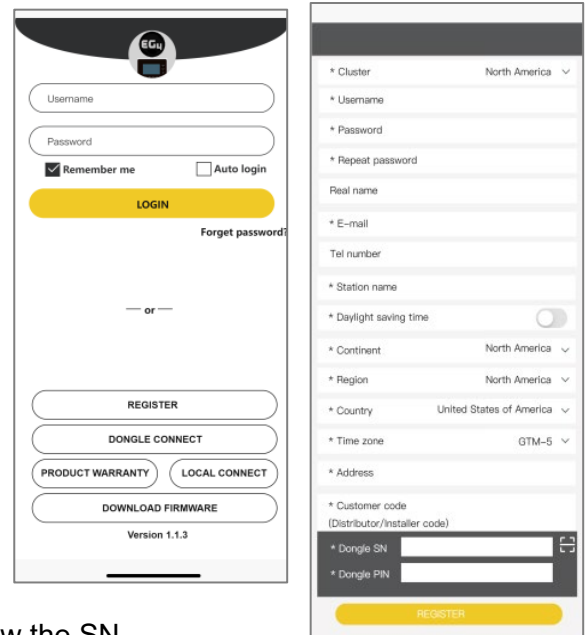 EG4
Username
Password
Remember me Auto login
LOGIN
Forget password?
or
REGISTER
DONGLE CONNECT
PRODUCT WARRANTY LOCAL CONNECT
DOWNLOAD FIRMWARE
Version 1.1.3
* Cluster North America
* Username
* Password
* Repeat password
Real name
* E-mail
Tel number
* Station name
* Daylight saving time
* Continent North America
* Region North America
* Country United States of America
* Time zone GTM-5
* Address
* Customer code
(Distributor/Installer code)
* Dongle SN
* Dongle PIN
REGISTER
the SN